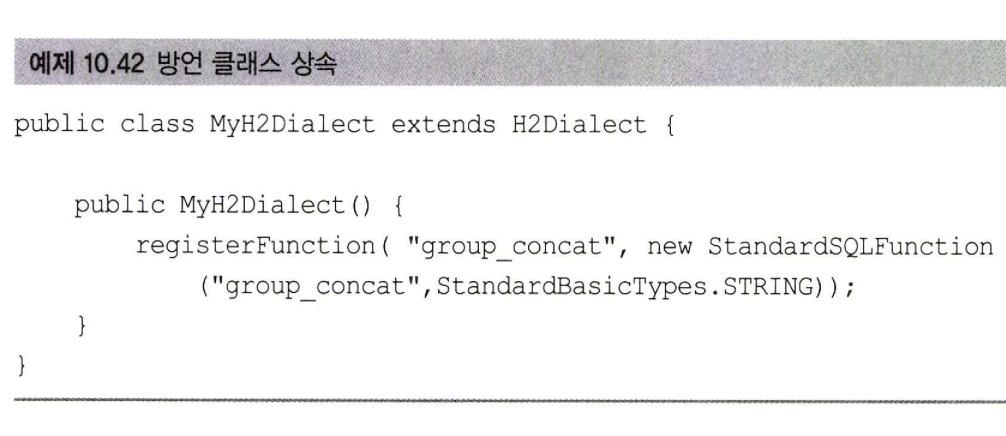 예제 10.42 방언 클래스 상속
public class MyH2Dialect extends H2Dialect {
public MyH2Dialect() {
registerFunction( "group_concat", new StandardSQLFunction
("group_concat",StandardBasicTypes.STRING));
}
}